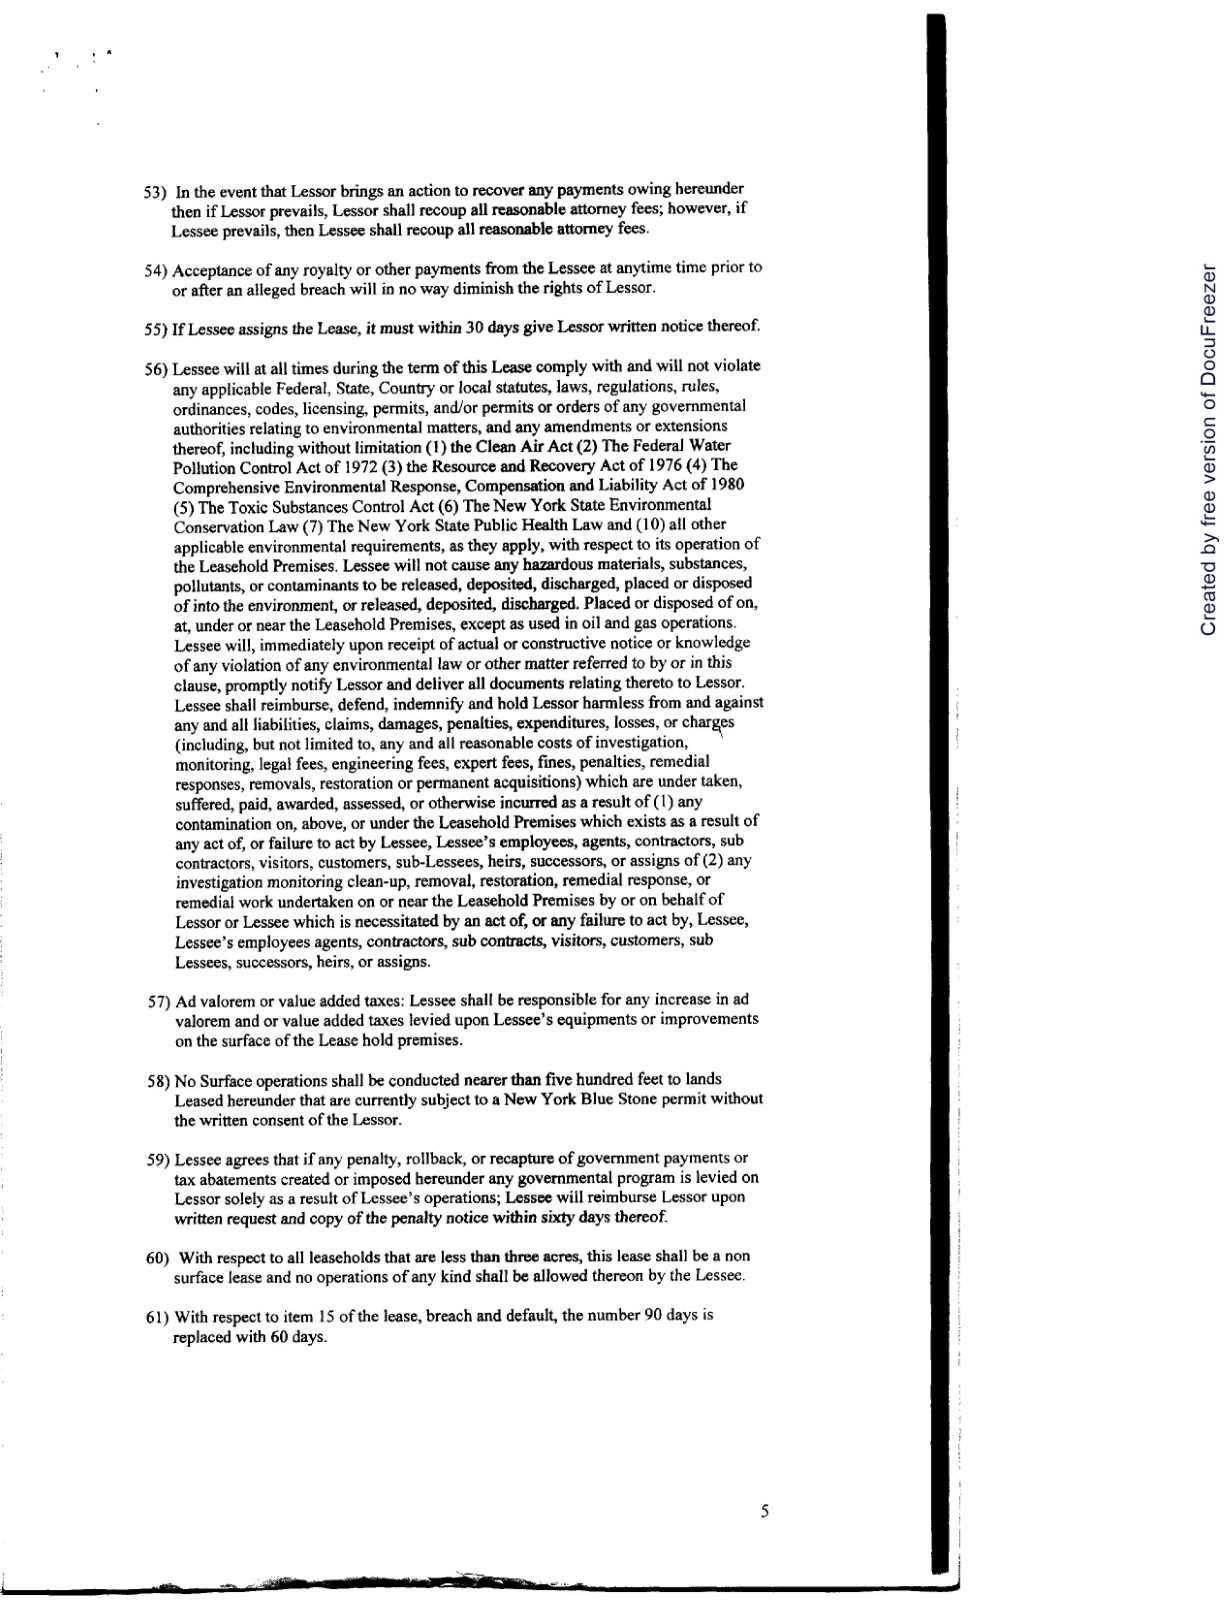 53) In the event that Lessor brings an action to recover any payments owing hereunder
then if Lessor prevails, Lessor shall recoup all reasonable attorney fees; however, if
Lessee prevails, then Lessee shall recoup all reasonable attorney fees.
54) Acceptance of any royalty or other payments from the Lessee at anytime time prior to
or after an alleged breach will in no way diminish the rights of Lessor.
55) If Lessee assigns the Lease, it must within 30 days give Lessor written notice thereof.
56) Lessee will at all times during the term of this Lease comply with and will not violate
any applicable Federal, State, Country or local statutes, laws, regulations, rules,
ordinances, codes, licensing, permits, and/or permits or orders of any governmental
authorities relating to environmental matters, and any amendments or extensions
thereof, including without limitation (1) the Clean Air Act (2) The Federal Water
Pollution Control Act of 1972 (3) the Resource and Recovery Act of 1976 (4) The
Comprehensive Environmental Response, Compensation and Liability Act of 1980
(5) The Toxic Substances Control Act (6) The New York State Environmental
Conservation Law (7) The New York State Public Health Law and (10) all other
applicable environmental requirements, as they apply, with respect to its operation of
the Leasehold Premises. Lessee will not cause any hazardous materials, substances,
pollutants, or contaminants to be released, deposited, discharged, placed or disposed
of into the environment, or released, deposited, discharged. Placed or disposed of on,
at, under or near the Leasehold Premises, except as used in oil and gas operations.
Lessee will, immediately upon receipt of actual or constructive notice or knowledge
of any violation of any environmental law or other matter referred to by or in this
clause, promptly notify Lessor and deliver all documents relating thereto to Lessor.
Lessee shall reimburse, defend, indemnify and hold Lessor harmless from and against
any and all liabilities, claims, damages, penalties, expenditures, losses, or charges
(including, but not limited to, any and all reasonable costs of investigation,
monitoring, legal fees, engineering fees, expert fees, fines, penalties, remedial
responses, removals, restoration or permanent acquisitions) which are under taken,
suffered, paid, awarded, assessed, or otherwise incurred as a result of (1) any
contamination on, above, or under the Leasehold Premises which exists as a result of
any act of, or failure to act by Lessee, Lessee's employees, agents, contractors, sub
contractors, visitors, customers, sub-Lessees, heirs, successors, or assigns of (2) any
investigation monitoring clean-up, removal, restoration, remedial response, or
remedial work undertaken on or near the Leasehold Premises by or on behalf of
Lessor or Lessee which is necessitated by an act of, or any failure to act by, Lessee,
Lessee's employees agents, contractors, sub contracts, visitors, customers, sub
Lessees, successors, heirs, or assigns.
57) Ad valorem or value added taxes: Lessee shall be responsible for any increase in ad
valorem and or value added taxes levied upon Lessee's equipments or improvements
on the surface of the Lease hold premises.
58) No Surface operations shall be conducted nearer than five hundred feet to lands
Leased hereunder that are currently subject to a New York Blue Stone permit without
the written consent of the Lessor.
59) Lessee agrees that if any penalty, rollback, or recapture of government payments or
tax abatements created or imposed hereunder any governmental program is levied on
Lessor solely as a result of Lessee's operations; Lessee will reimburse Lessor upon
written request and copy of the penalty notice within sixty days thereof.
60) With respect to all leaseholds that are less than three acres, this lease shall be a non
surface lease and no operations of any kind shall be allowed thereon by the Lessee.
61) With respect to item 15 of the lease, breach and default, the number 90 days is
replaced with 60 days.
5
Created by free version of DocuFreezer